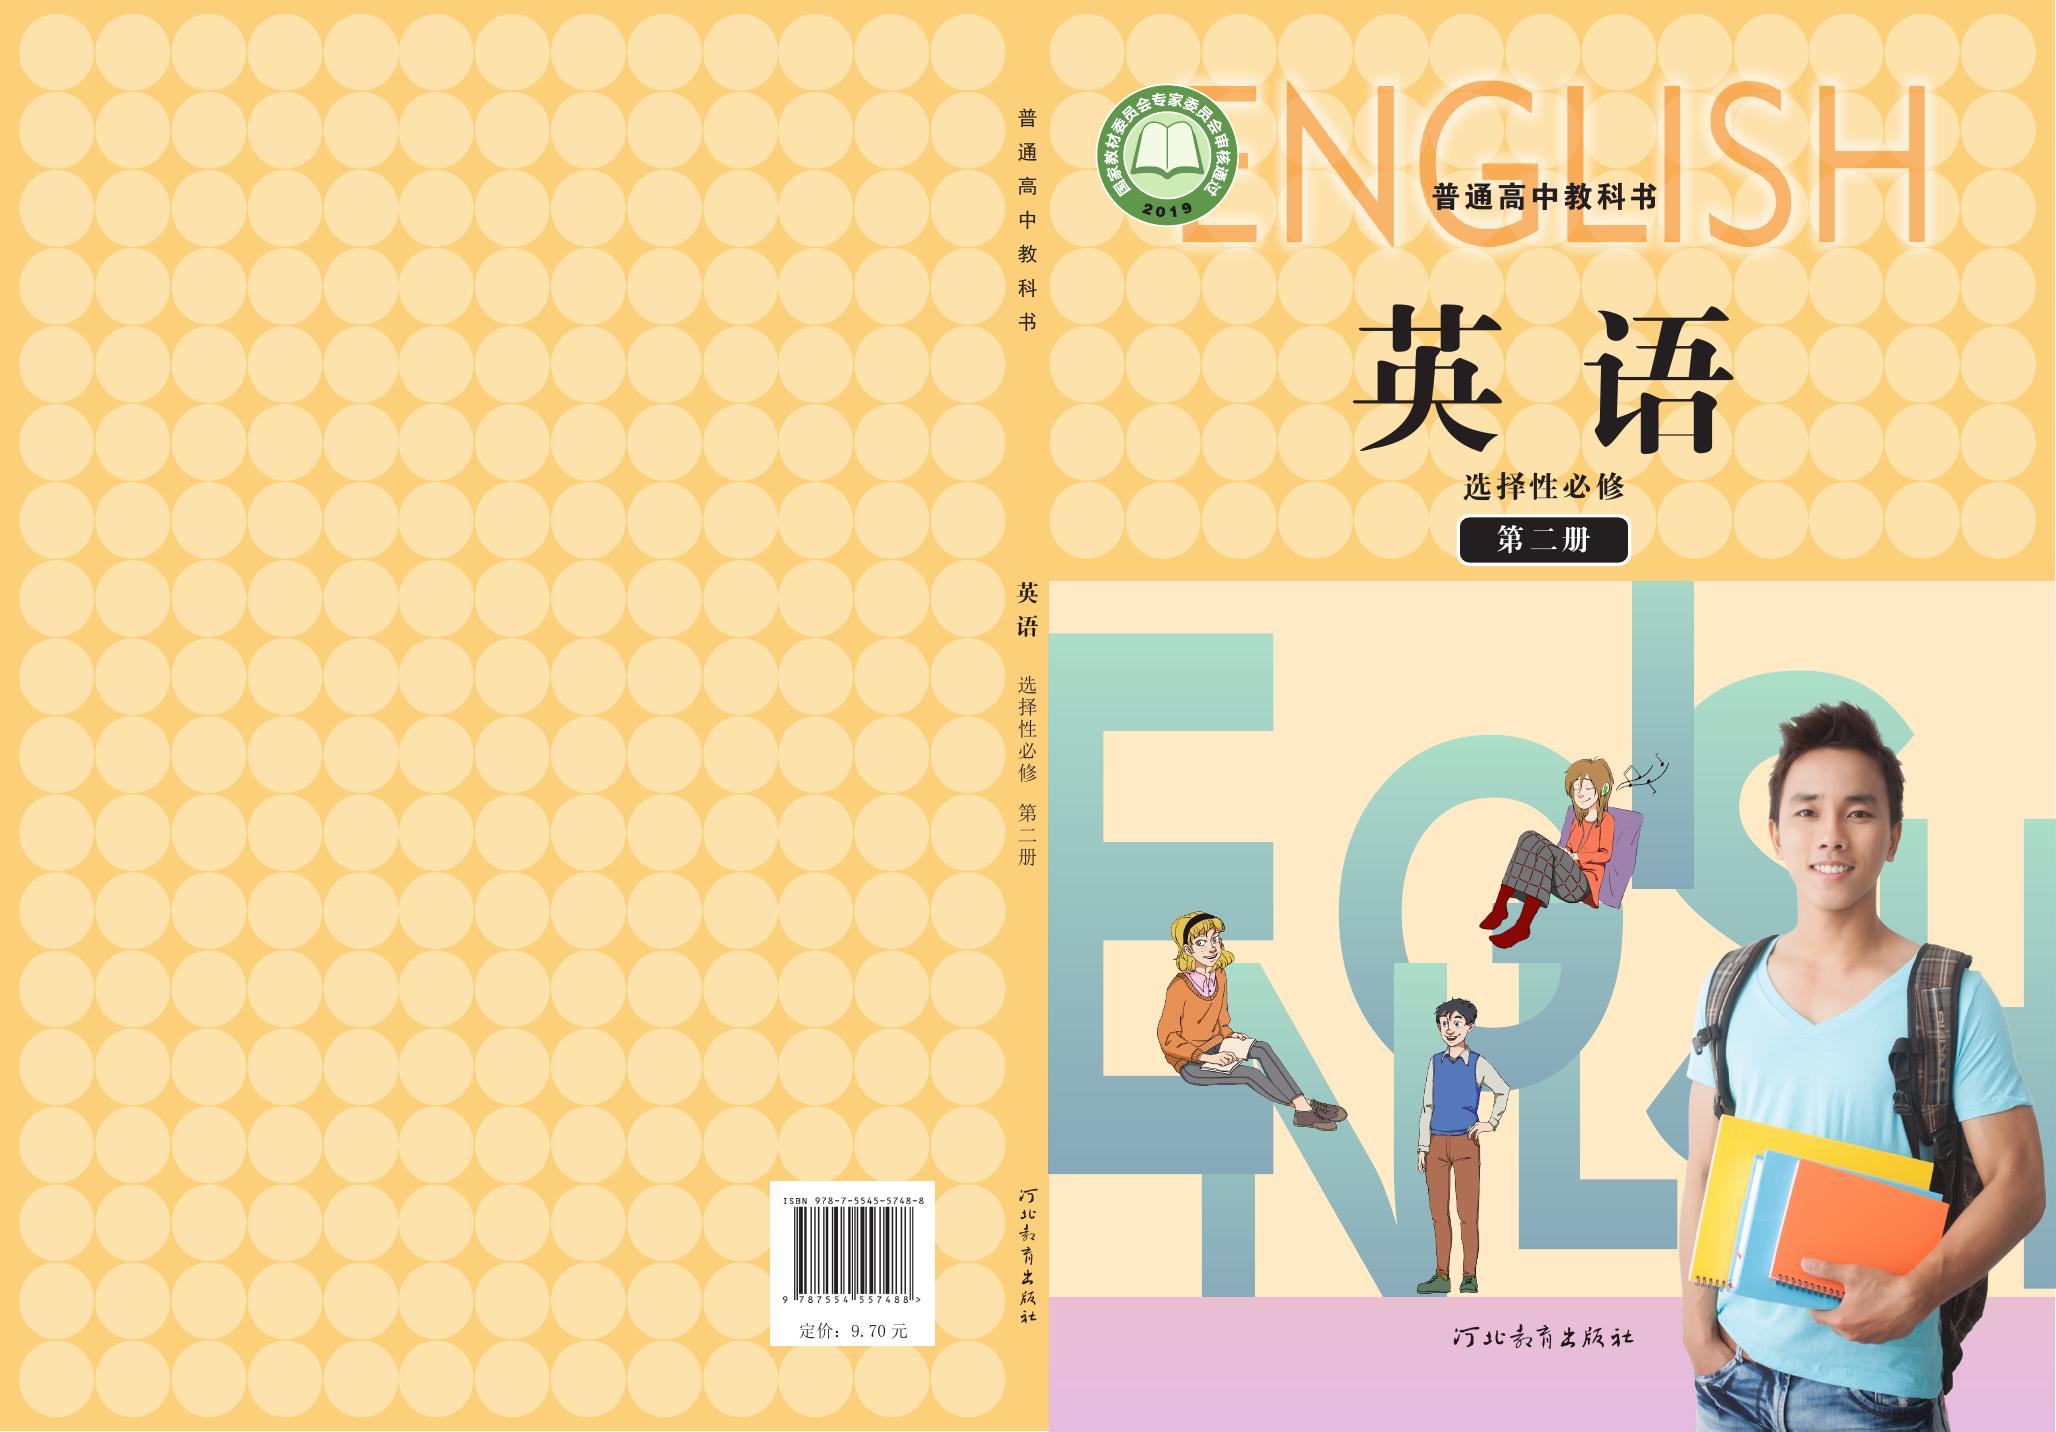 普通高中教科书
英语
选择性必修
第二册
河北教育出版社
ISBN 978-7-5545-5748-8
9 787554 557488 >
定价：9.70 元
国家教材委员会专家委员会审核通过
2019
ENGLISH
普通高中教科书
英语
选择性必修
第二册
ENGLISH
河北教育出版社